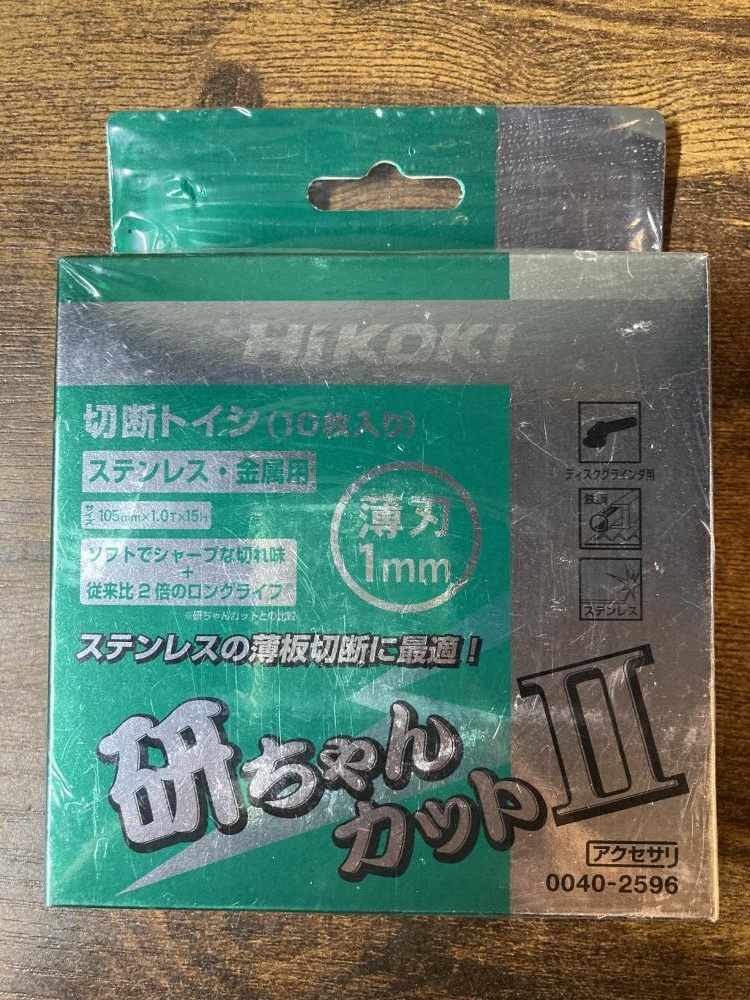 HiKOKI
切断トイシ(10枚入り)
ステンレス・金属用
サイズ 105mm×1.0T×15H
ソフトでシャープな切れ味
+
従来比2倍のロングライフ
※研ちゃんカットとの比較
薄刃
1mm
ディスクグラインダ用
鉄鋼
ステンレス
ステンレスの薄板切断に最適!
研ちゃん
カットⅡ
アクセサリ
0040-2596